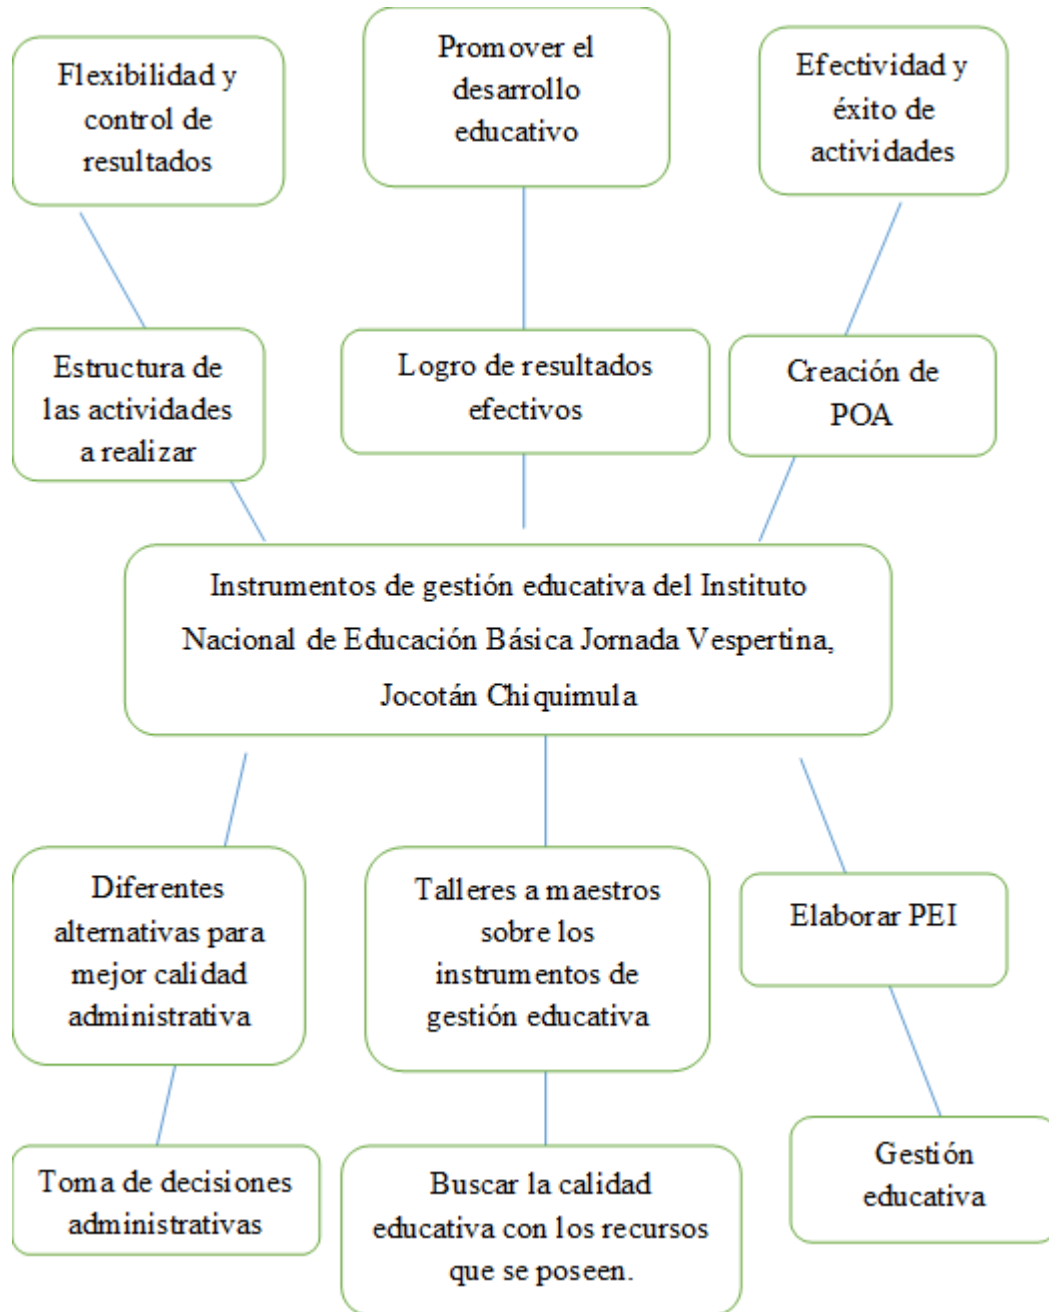 Flexibilidad y
control de
resultados
Promover el
desarrollo
educativo
Efectividad y
éxito de
actividades
Estructura de
las actividades
a realizar
Logro de resultados
efectivos
Creación de
POA
Instrumentos de gestión educativa del Instituto
Nacional de Educación Básica Jornada Vespertina,
Jocotán Chiquimula
Diferentes
alternativas para
mejor calidad
administrativa
Talleres a maestros
sobre los
instrumentos de
gestión educativa
Elaborar PEI
Toma de decisiones
administrativas
Buscar la calidad
educativa con los recursos
que se poseen.
Gestión
educativa